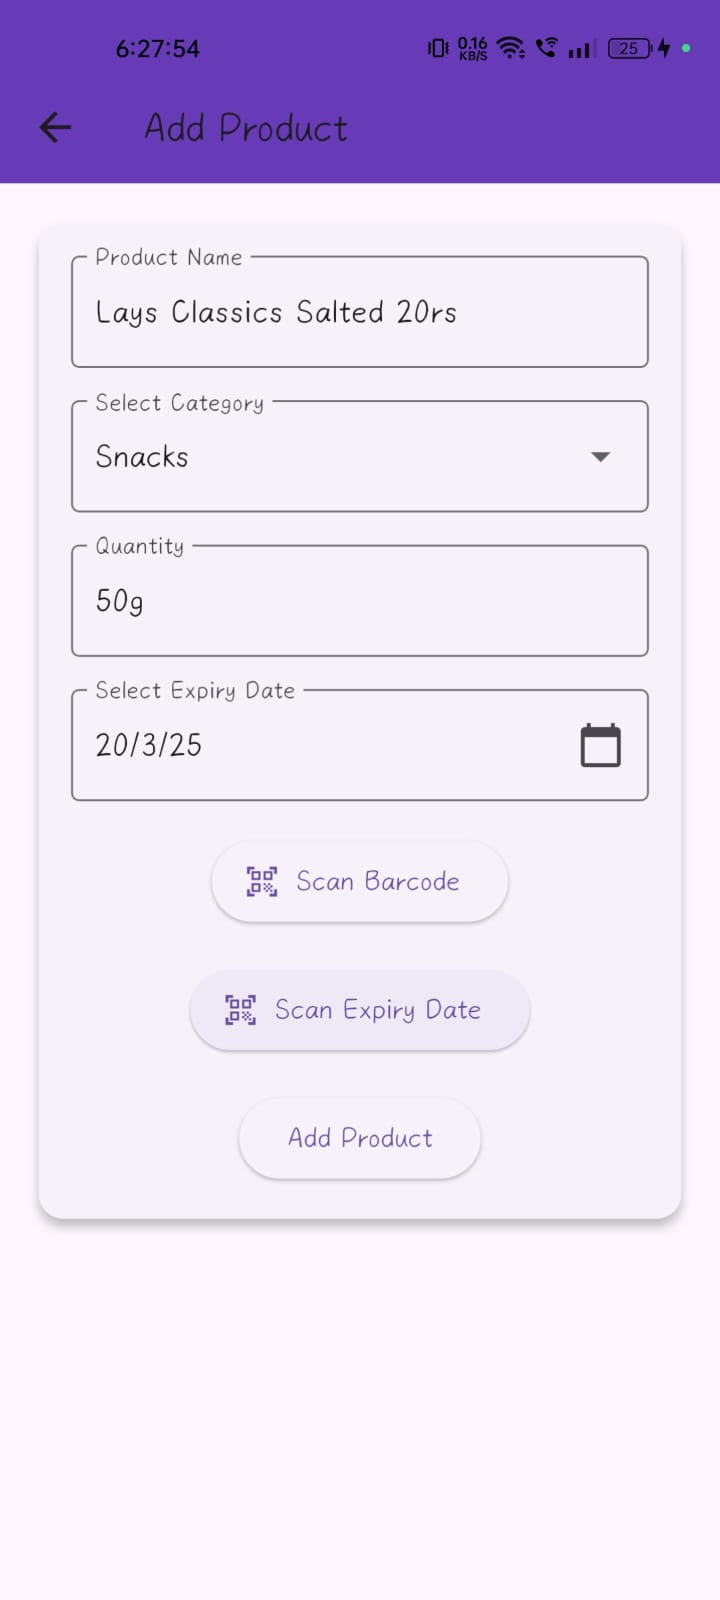 6:27:54 0.16 KB/S 25
Add Product
Product Name
Lays Classics Salted 20rs
Select Category
Snacks
Quantity
50g
Select Expiry Date
20/3/25
Scan Barcode
Scan Expiry Date
Add Product